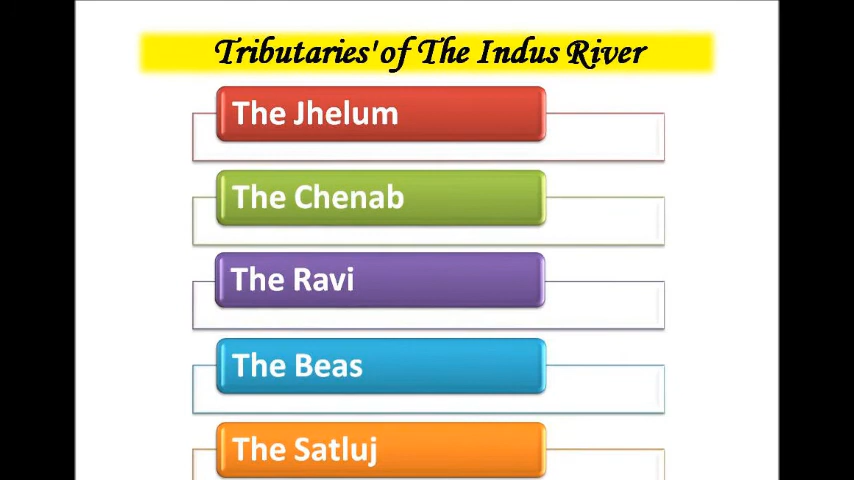 Tributaries' of The Indus River
The Jhelum
The Chenab
The Ravi
The Beas
The Satluj